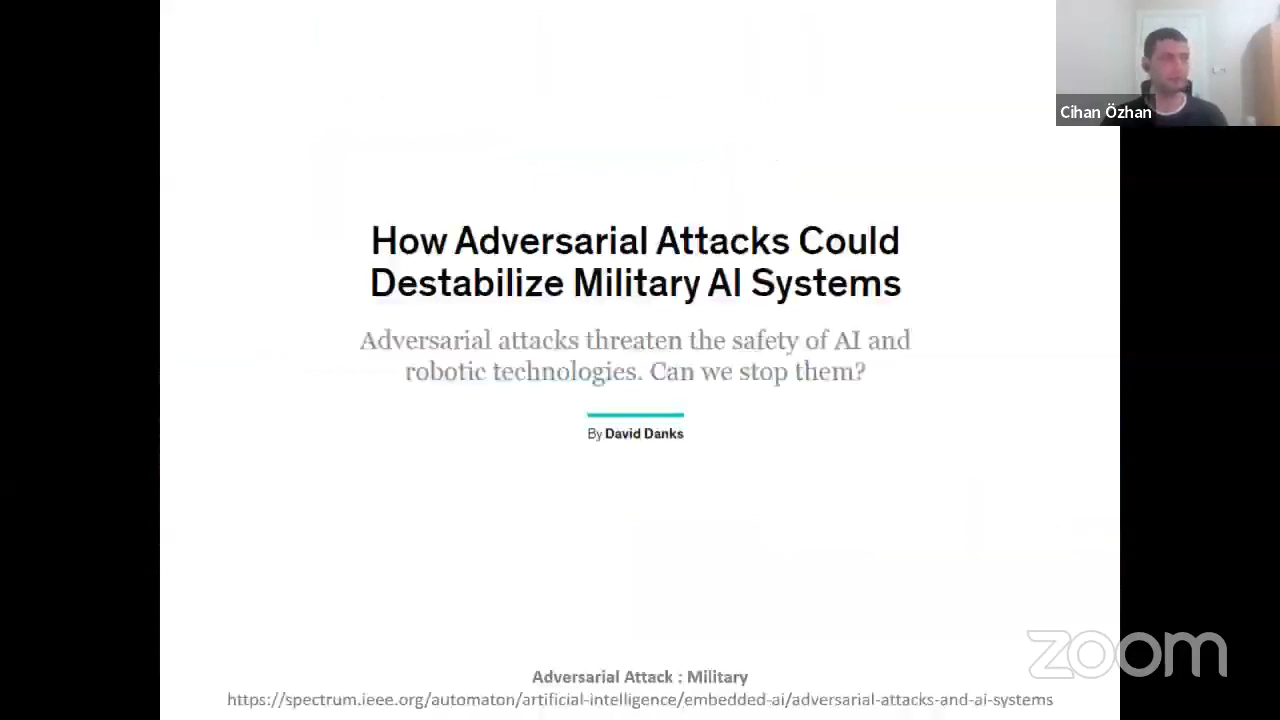 Cihan Özhan
How Adversarial Attacks Could
Destabilize Military AI Systems
Adversarial attacks threaten the safety of AI and
robotic technologies. Can we stop them?
By David Danks
zoom
Adversarial Attack : Military
https://spectrum.ieee.org/automaton/artificial-intelligence/embedded-ai/adversarial-attacks-and-ai-systems